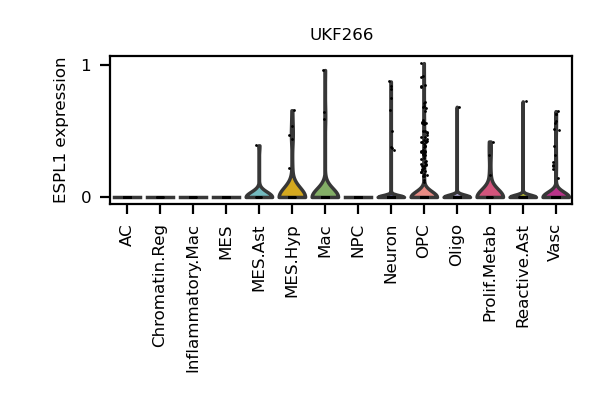 UKF266
ESPL1 expression
1
0
AC
Chromatin.Reg
Inflammatory.Mac
MES
MES.Ast
MES.Hyp
Mac
NPC
Neuron
OPC
Oligo
Prolif.Metab
Reactive.Ast
Vasc